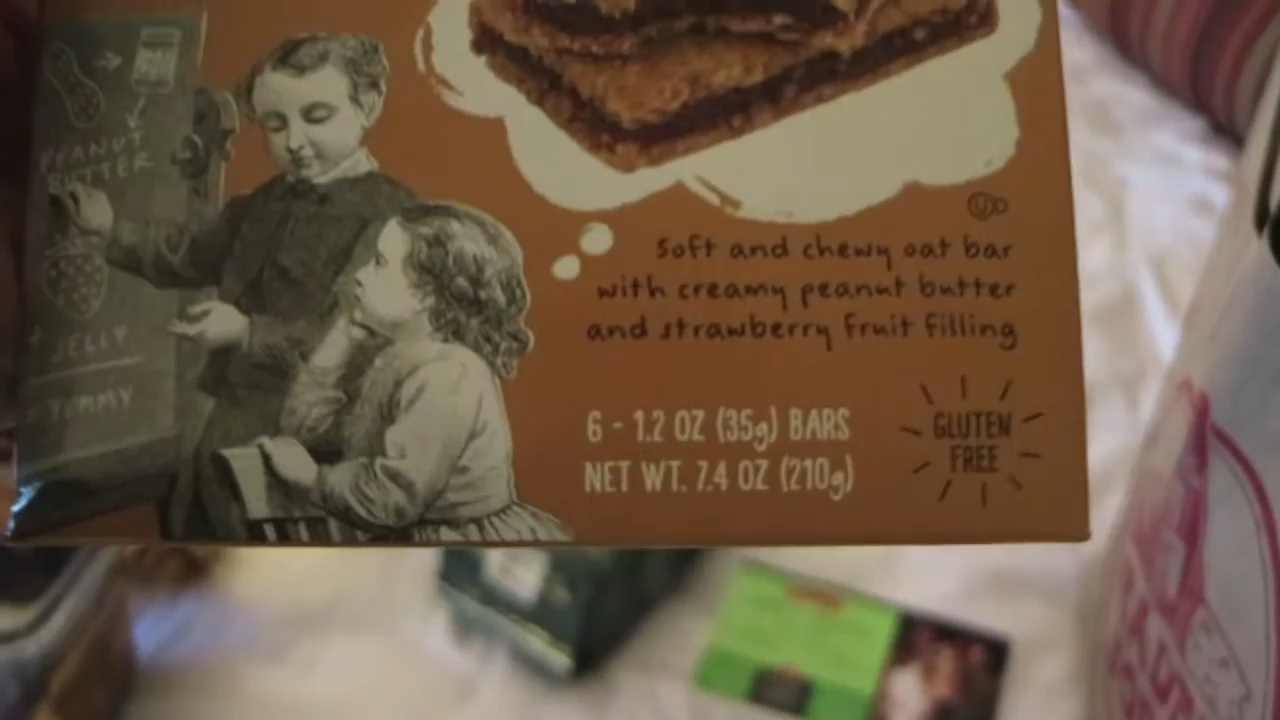 PEANUT
BUTTER
+ JELLY
= YUMMY
Soft and chewy oat bar
with creamy peanut butter
and strawberry fruit filling
6 - 1.2 OZ (35g) BARS
NET WT. 7.4 OZ (210g)
GLUTEN
FREE